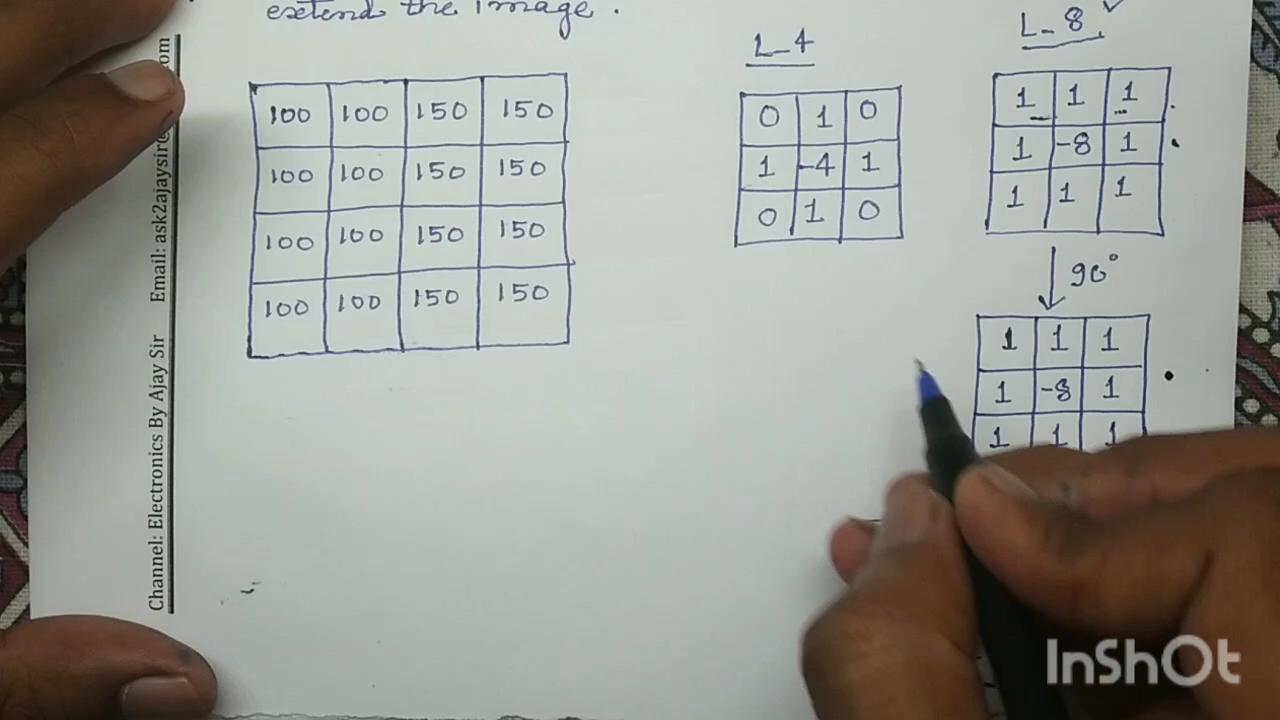 extend the image.
L-4
L-8
100 100 150 150
100 100 150 150
100 100 150 150
100 100 150 150
0 1 0
1 -4 1
0 1 0
1 1 1
1 -8 1
1 1 1
90°
1 1 1
1 -8 1
1 1 1
Channel: Electronics By Ajay Sir
Email: ask2ajaysir@
om
InShOt